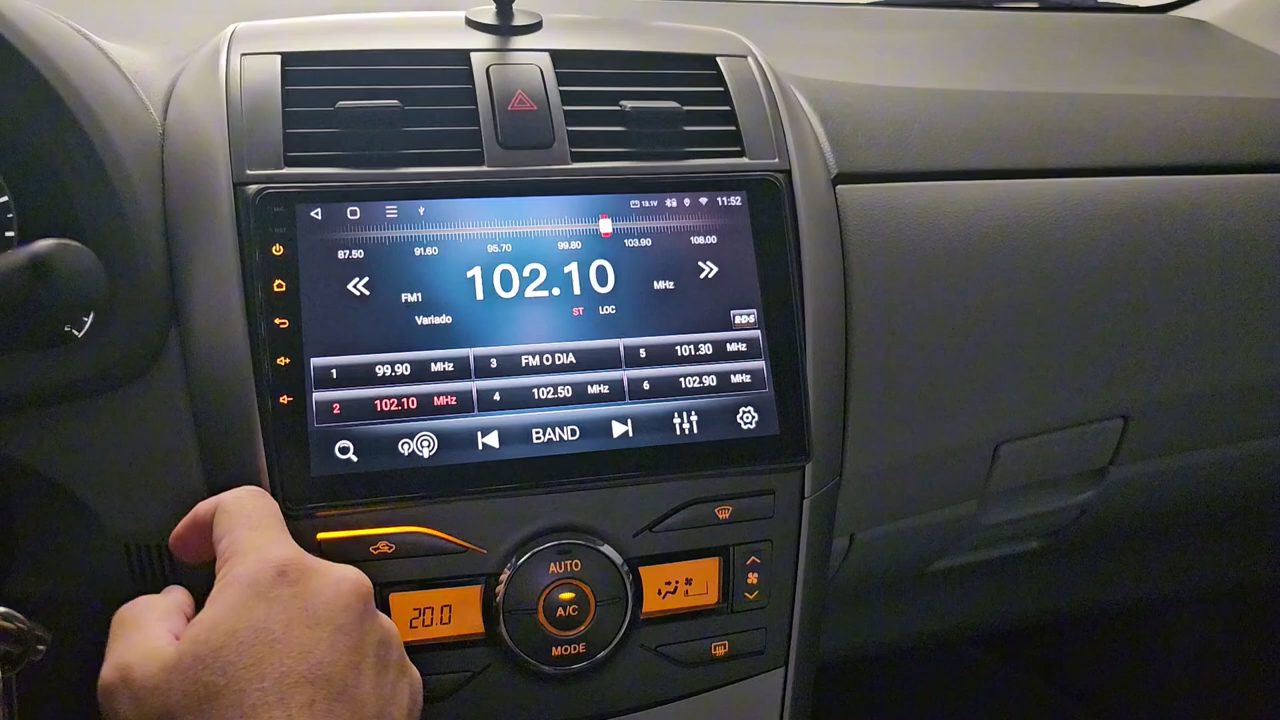 13.1V 11:52
87.50 91.60 95.70 99.80 103.90 108.00
102.10
FM1 MHz
ST LOC
Variado
RDS
1 99.90 MHz 3 FM O DIA 5 101.30 MHz
2 102.10 MHz 4 102.50 MHz 6 102.90 MHz
BAND
AUTO
A/C
20.0
MODE